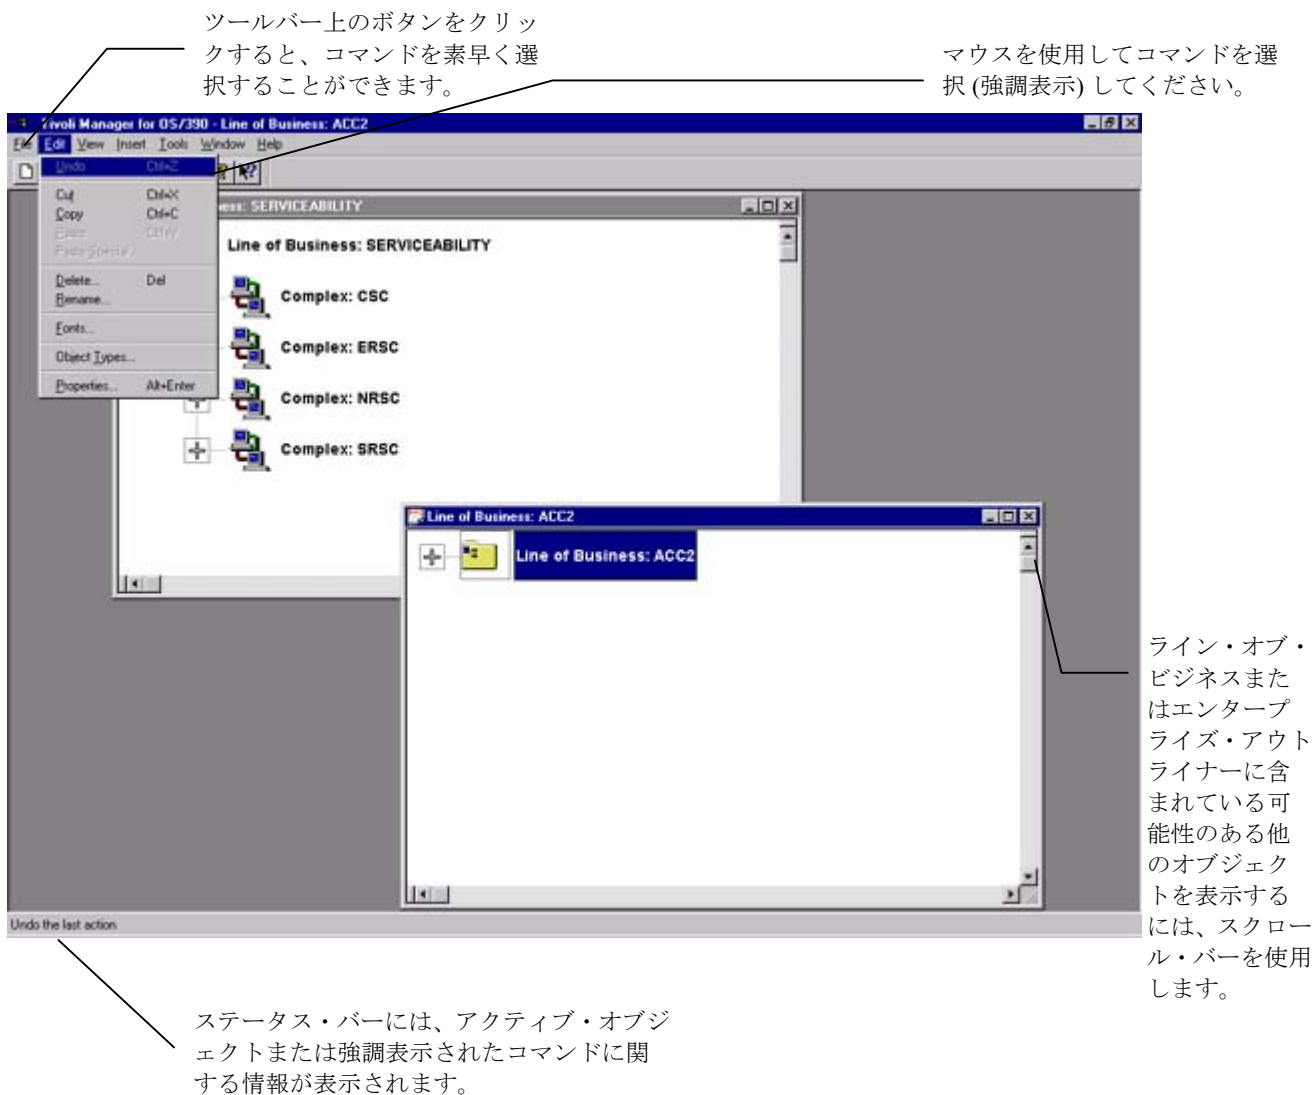 ツールバー上のボタンをクリッ
クすると、コマンドを素早く選
択することができます。
マウスを使用してコマンドを選
択 (強調表示) してください。
Tivoli Manager for OS/390 - Line of Business: ACC2
File Edit View Insert Tools Window Help
Undo Ctrl+Z
Cut Ctrl+X
Copy Ctrl+C
Paste Ctrl+V
Paste Special
Delete... Del
Rename...
Fonts...
Object Types...
Properties... Alt+Enter
ess: SERVICEABILITY
Line of Business: SERVICEABILITY
Complex: CSC
Complex: ERSC
Complex: NRSC
Complex: SRSC
Line of Business: ACC2
Line of Business: ACC2
ライン・オブ・
ビジネスまた
はエンタープ
ライズ・アウト
ライナーに含
まれている可
能性のある他
のオブジェク
トを表示する
には、スクロー
ル・バーを使用
します。
Undo the last action
ステータス・バーには、アクティブ・オブジ
ェクトまたは強調表示されたコマンドに関
する情報が表示されます。